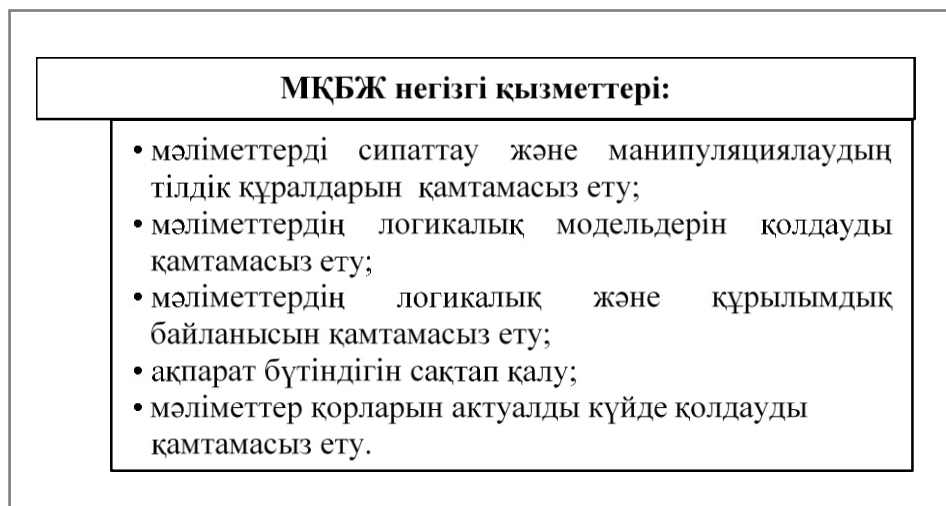 МҚБЖ негізгі қызметтері:
• мәліметтерді сипаттау және манипуляциялаудың
тілдік құралдарын қамтамасыз ету;
• мәліметтердің логикалық модельдерін қолдауды
қамтамасыз ету;
• мәліметтердің логикалық және құрылымдық
байланысын қамтамасыз ету;
• ақпарат бүтіндігін сақтап қалу;
• мәліметтер қорларын актуалды күйде қолдауды
қамтамасыз ету.